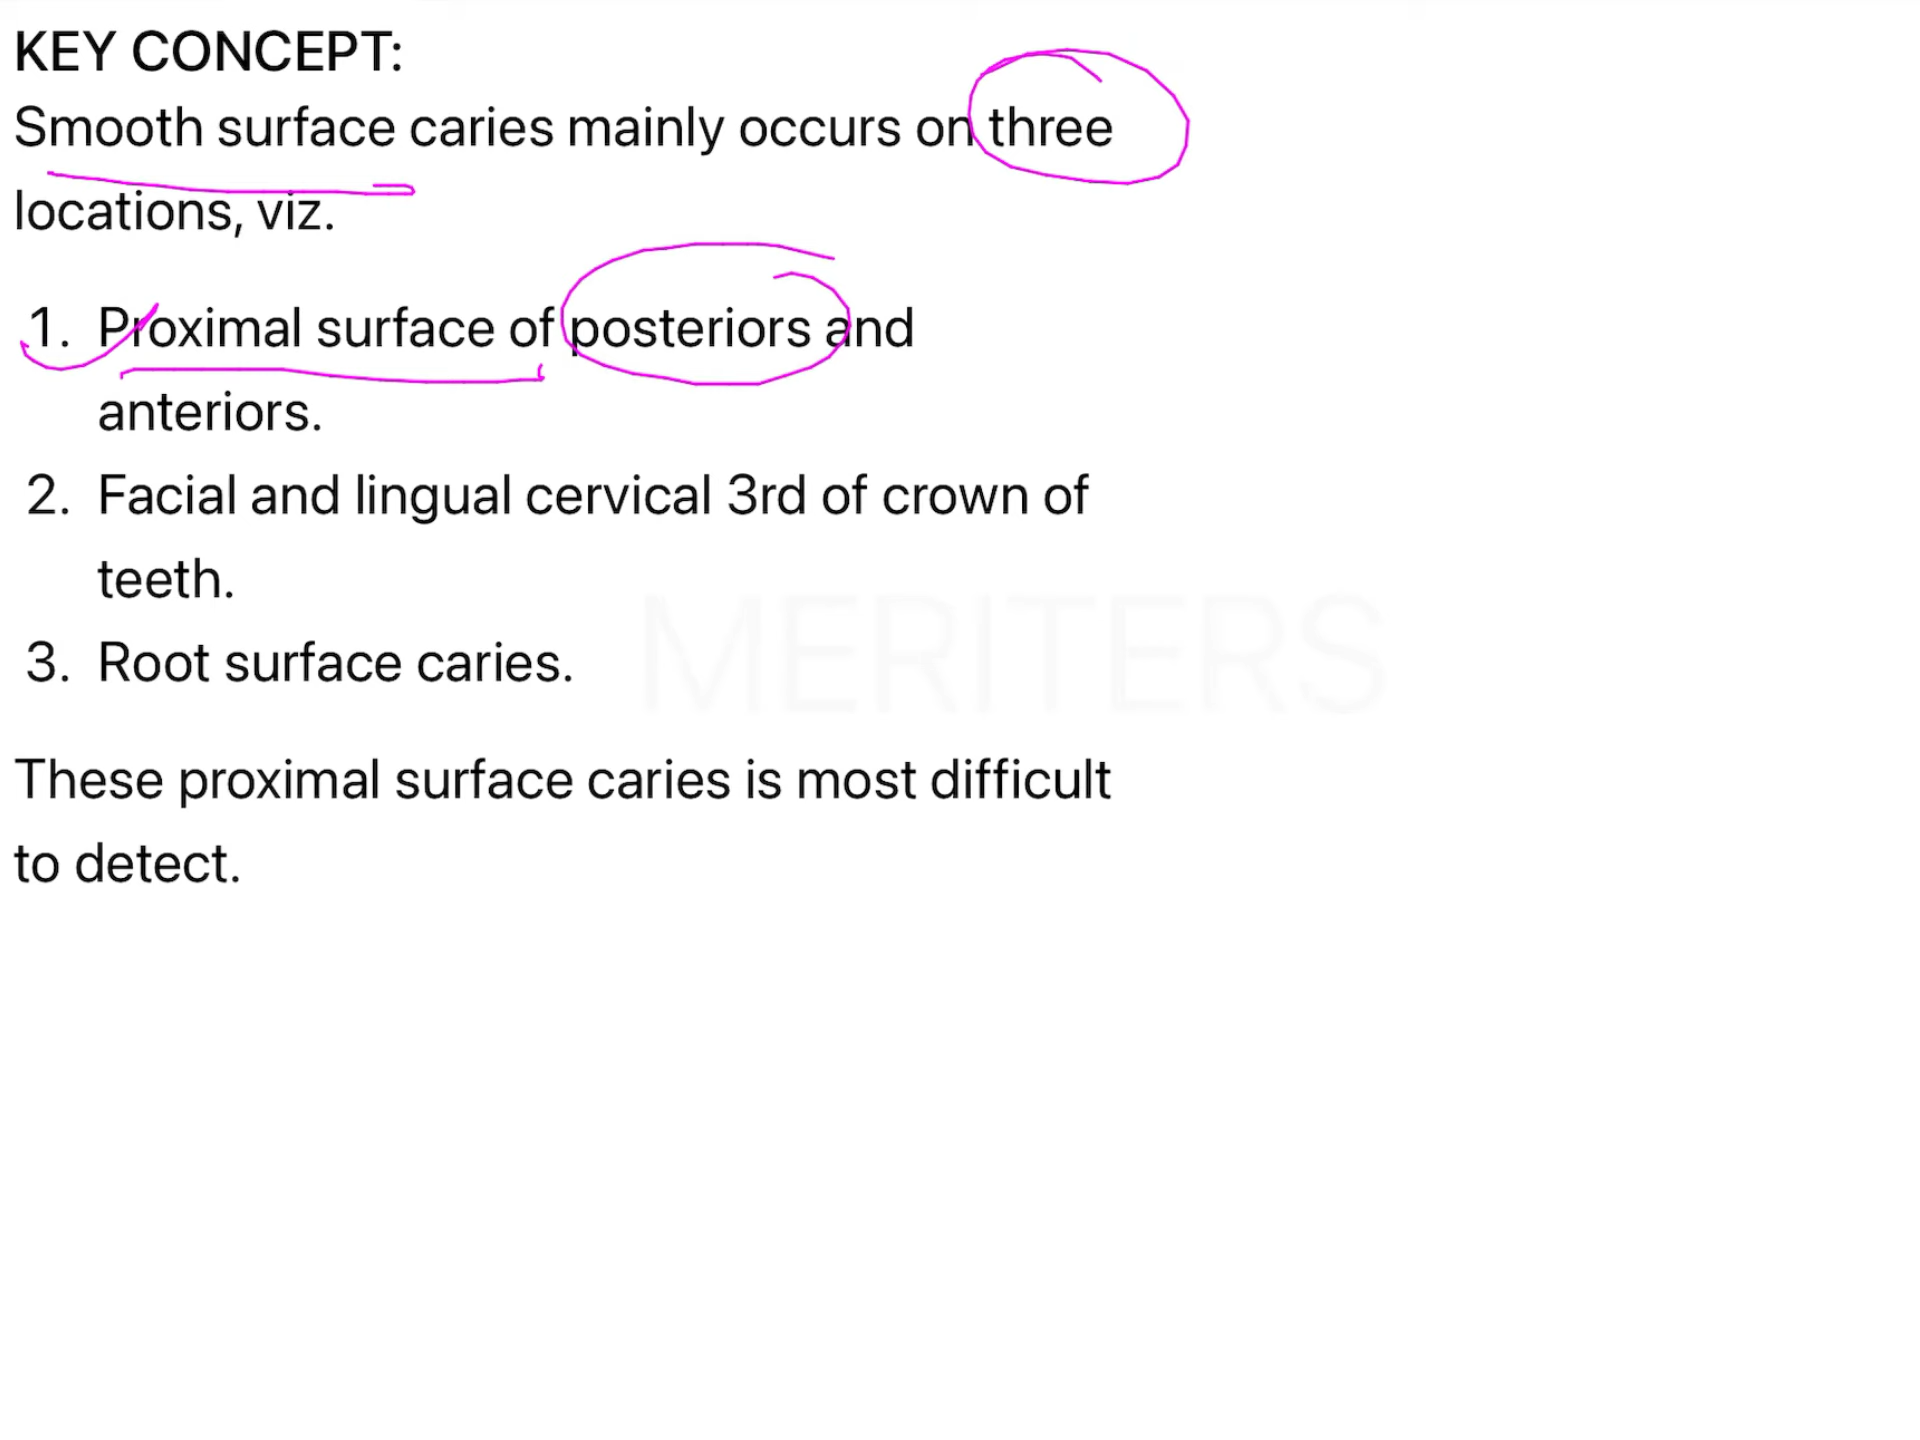 KEY CONCEPT:
Smooth surface caries mainly occurs on three
locations, viz.
1. Proximal surface of posteriors and
anteriors.
2. Facial and lingual cervical 3rd of crown of
teeth.
3. Root surface caries.
MERITERS
These proximal surface caries is most difficult
to detect.